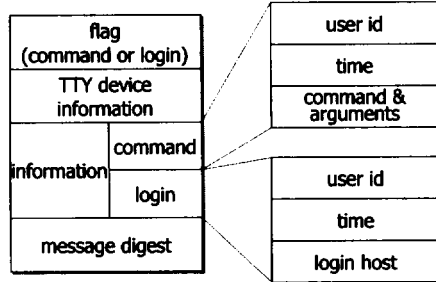 flag
(command or login)
TTY device
information
information
command
login
message digest
user id
time
command &
arguments
user id
time
login host